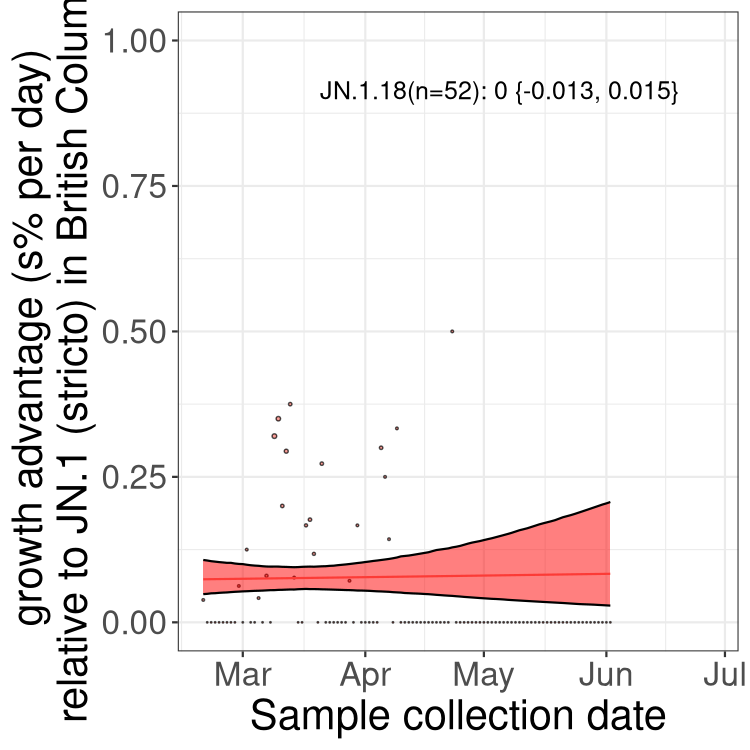 growth advantage (s% per day)
relative to JN.1 (stricto) in British Colum
1.00
0.75
0.50
0.25
0.00
JN.1.18(n=52): 0 {-0.013, 0.015}
Mar Apr May Jun Jul
Sample collection date